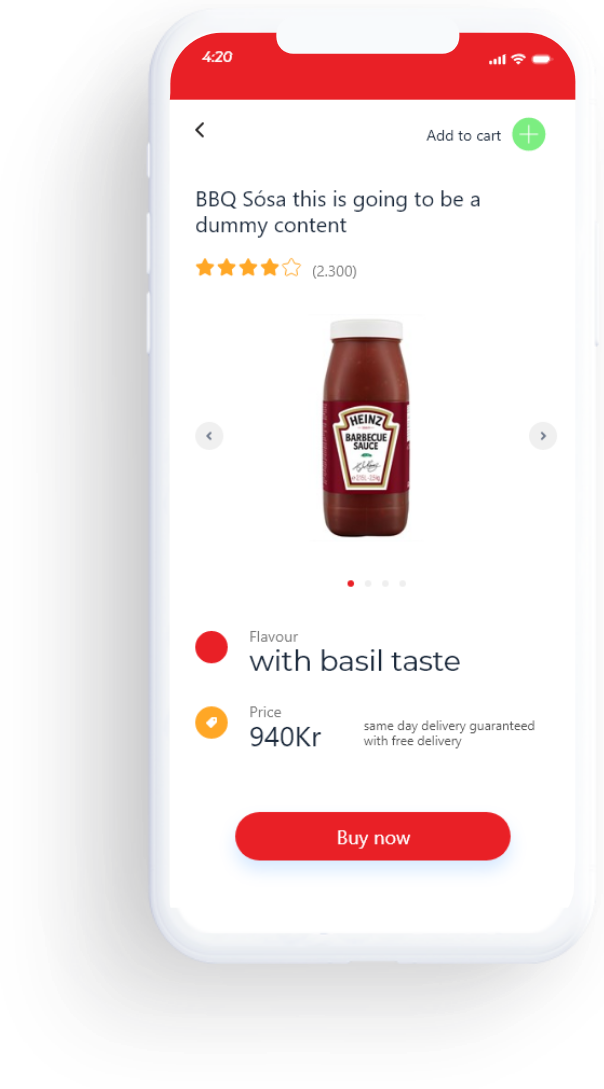 4:20
Add to cart
BBQ Sósa this is going to be a
dummy content
(2.300)
HEINZ
BARBECUE
SAUCE
Flavour
with basil taste
Price
940Kr
same day delivery guaranteed
with free delivery
Buy now